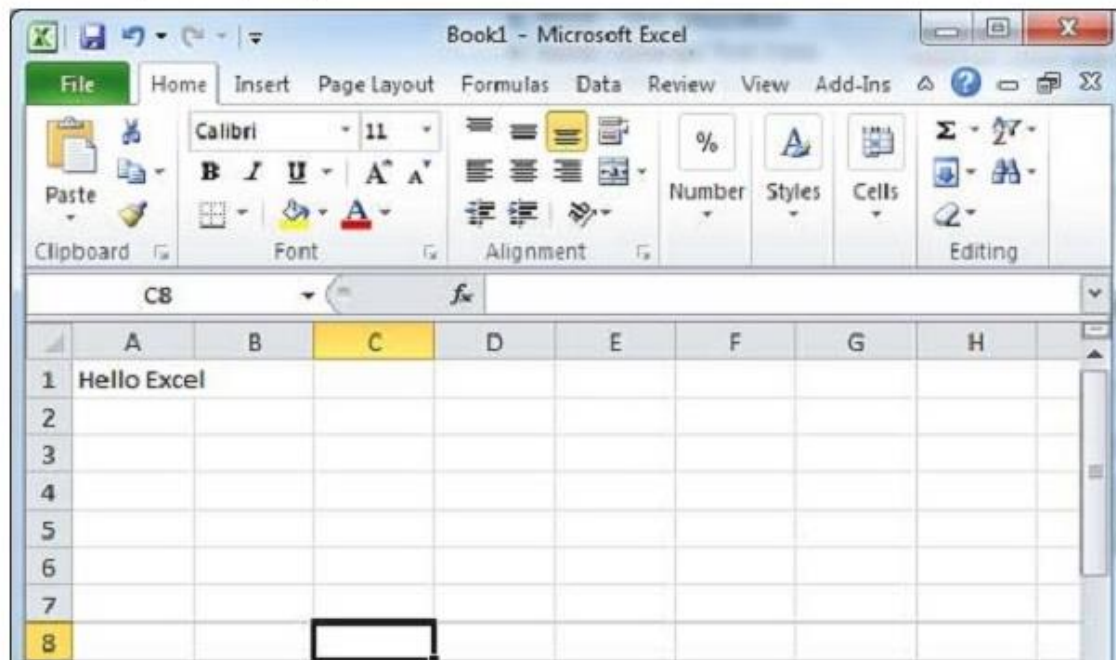 Book1 - Microsoft Excel
File Home Insert Page Layout Formulas Data Review View Add-Ins
Calibri 11
B I U A A
Paste
% Number
A Styles
Cells
Σ
A
Clipboard Font Alignment Editing
C8 fx
A B C D E F G H
1 Hello Excel
2
3
4
5
6
7
8